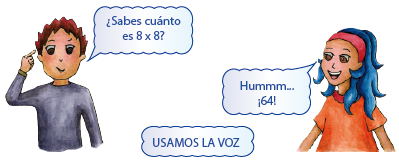 ¿Sabes cuánto
es 8 x 8?
Hummm...
¡64!
USAMOS LA VOZ